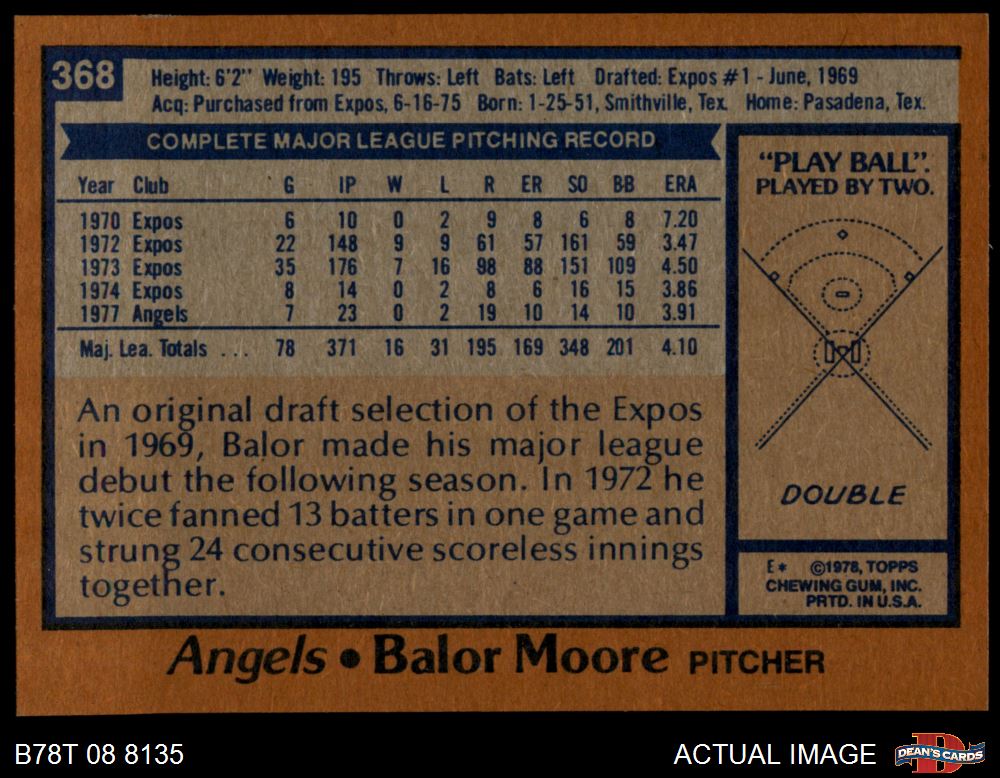 368
Height: 6'2" Weight: 195 Throws: Left Bats: Left Drafted: Expos #1 - June, 1969
Acq: Purchased from Expos, 6-16-75 Born: 1-25-51, Smithville, Tex. Home: Pasadena, Tex.
COMPLETE MAJOR LEAGUE PITCHING RECORD
Year Club G IP W L R ER SO BB ERA
1970 Expos 6 10 0 2 9 8 6 8 7.20
1972 Expos 22 148 9 9 61 57 161 59 3.47
1973 Expos 35 176 7 16 98 88 151 109 4.50
1974 Expos 8 14 0 2 8 6 16 15 3.86
1977 Angels 7 23 0 2 19 10 14 10 3.91
Maj. Lea. Totals ... 78 371 16 31 195 169 348 201 4.10
An original draft selection of the Expos
in 1969, Balor made his major league
debut the following season. In 1972 he
twice fanned 13 batters in one game and
strung 24 consecutive scoreless innings
together.
"PLAY BALL".
PLAYED BY TWO.
DOUBLE
E* ©1978, TOPPS
CHEWING GUM, INC.
PRTD. IN U.S.A.
Angels • Balor Moore PITCHER
B78T 08 8135
ACTUAL IMAGE
D
DEAN'S CARDS